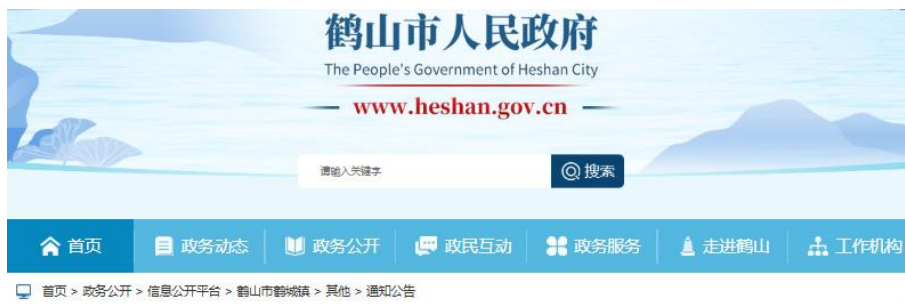 鹤山市人民政府
The People's Government of Heshan City
www.heshan.gov.cn
请输入关键字 搜索
首页 政务动态 政务公开 政民互动 政务服务 走进鹤山 工作机构
首页 > 政务公开 > 信息公开平台 > 鹤山市鹤城镇 > 其他 > 通知公告